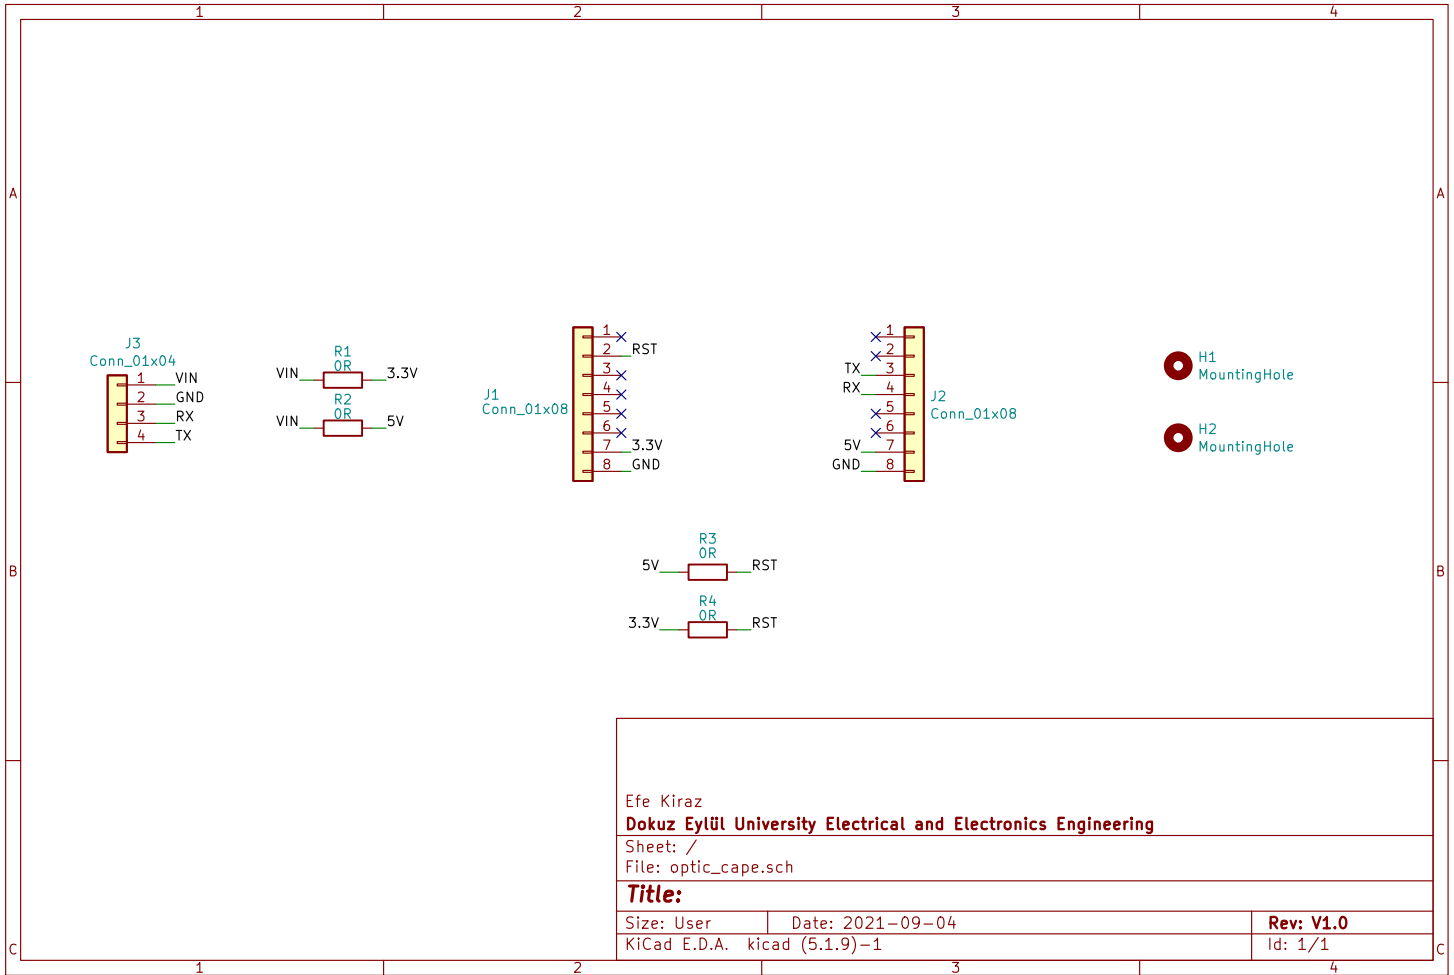 1 2 3 4
A A
J3
Conn_01x04
1 VIN
2 GND
3 RX
4 TX
R1
0R
VIN 3.3V
R2
0R
VIN 5V
J1
Conn_01x08
1
2 RST
3
4
5
6
7 3.3V
8 GND
1
2
TX 3
RX 4
5
6
5V 7
GND 8
J2
Conn_01x08
H1
MountingHole
H2
MountingHole
R3
0R
5V RST
R4
0R
3.3V RST
B B
Efe Kiraz
Dokuz Eylül University Electrical and Electronics Engineering
Sheet: /
File: optic_cape.sch
Title:
Size: User Date: 2021-09-04 Rev: V1.0
KiCad E.D.A. kicad (5.1.9)-1 Id: 1/1
C C
1 2 3 4